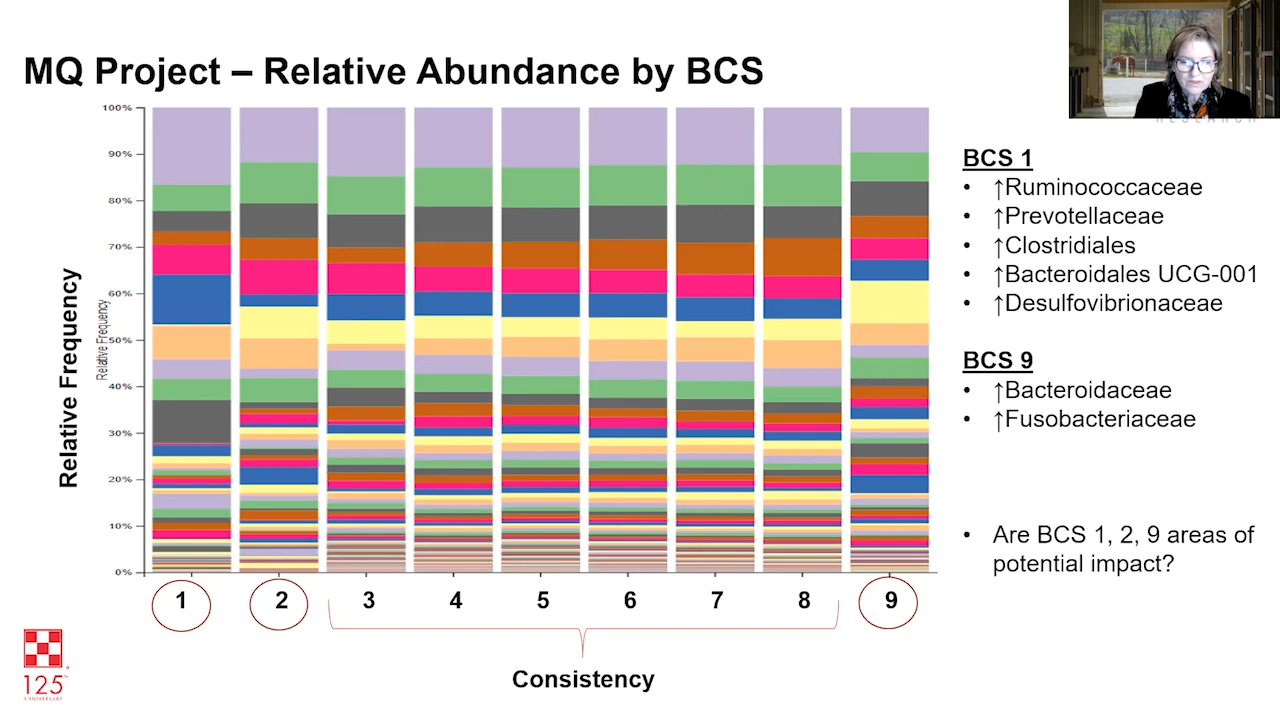 MQ Project – Relative Abundance by BCS
RESEARCH
100%
90%
80%
70%
60%
50%
40%
30%
20%
10%
0%
Relative Frequency
Relative Frequency
1
2
3
4
5
6
7
8
9
Consistency
BCS 1
• ↑Ruminococcaceae
• ↑Prevotellaceae
• ↑Clostridiales
• ↑Bacteroidales UCG-001
• ↑Desulfovibrionaceae
BCS 9
• ↑Bacteroidaceae
• ↑Fusobacteriaceae
• Are BCS 1, 2, 9 areas of
potential impact?
125
ANNIVERSARY